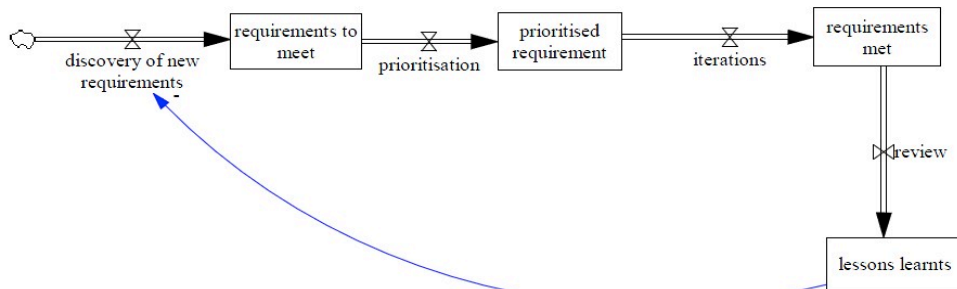 requirements to
meet
prioritised
requirement
requirements
met
discovery of new
requirements
-
prioritisation
iterations
review
lessons learnts